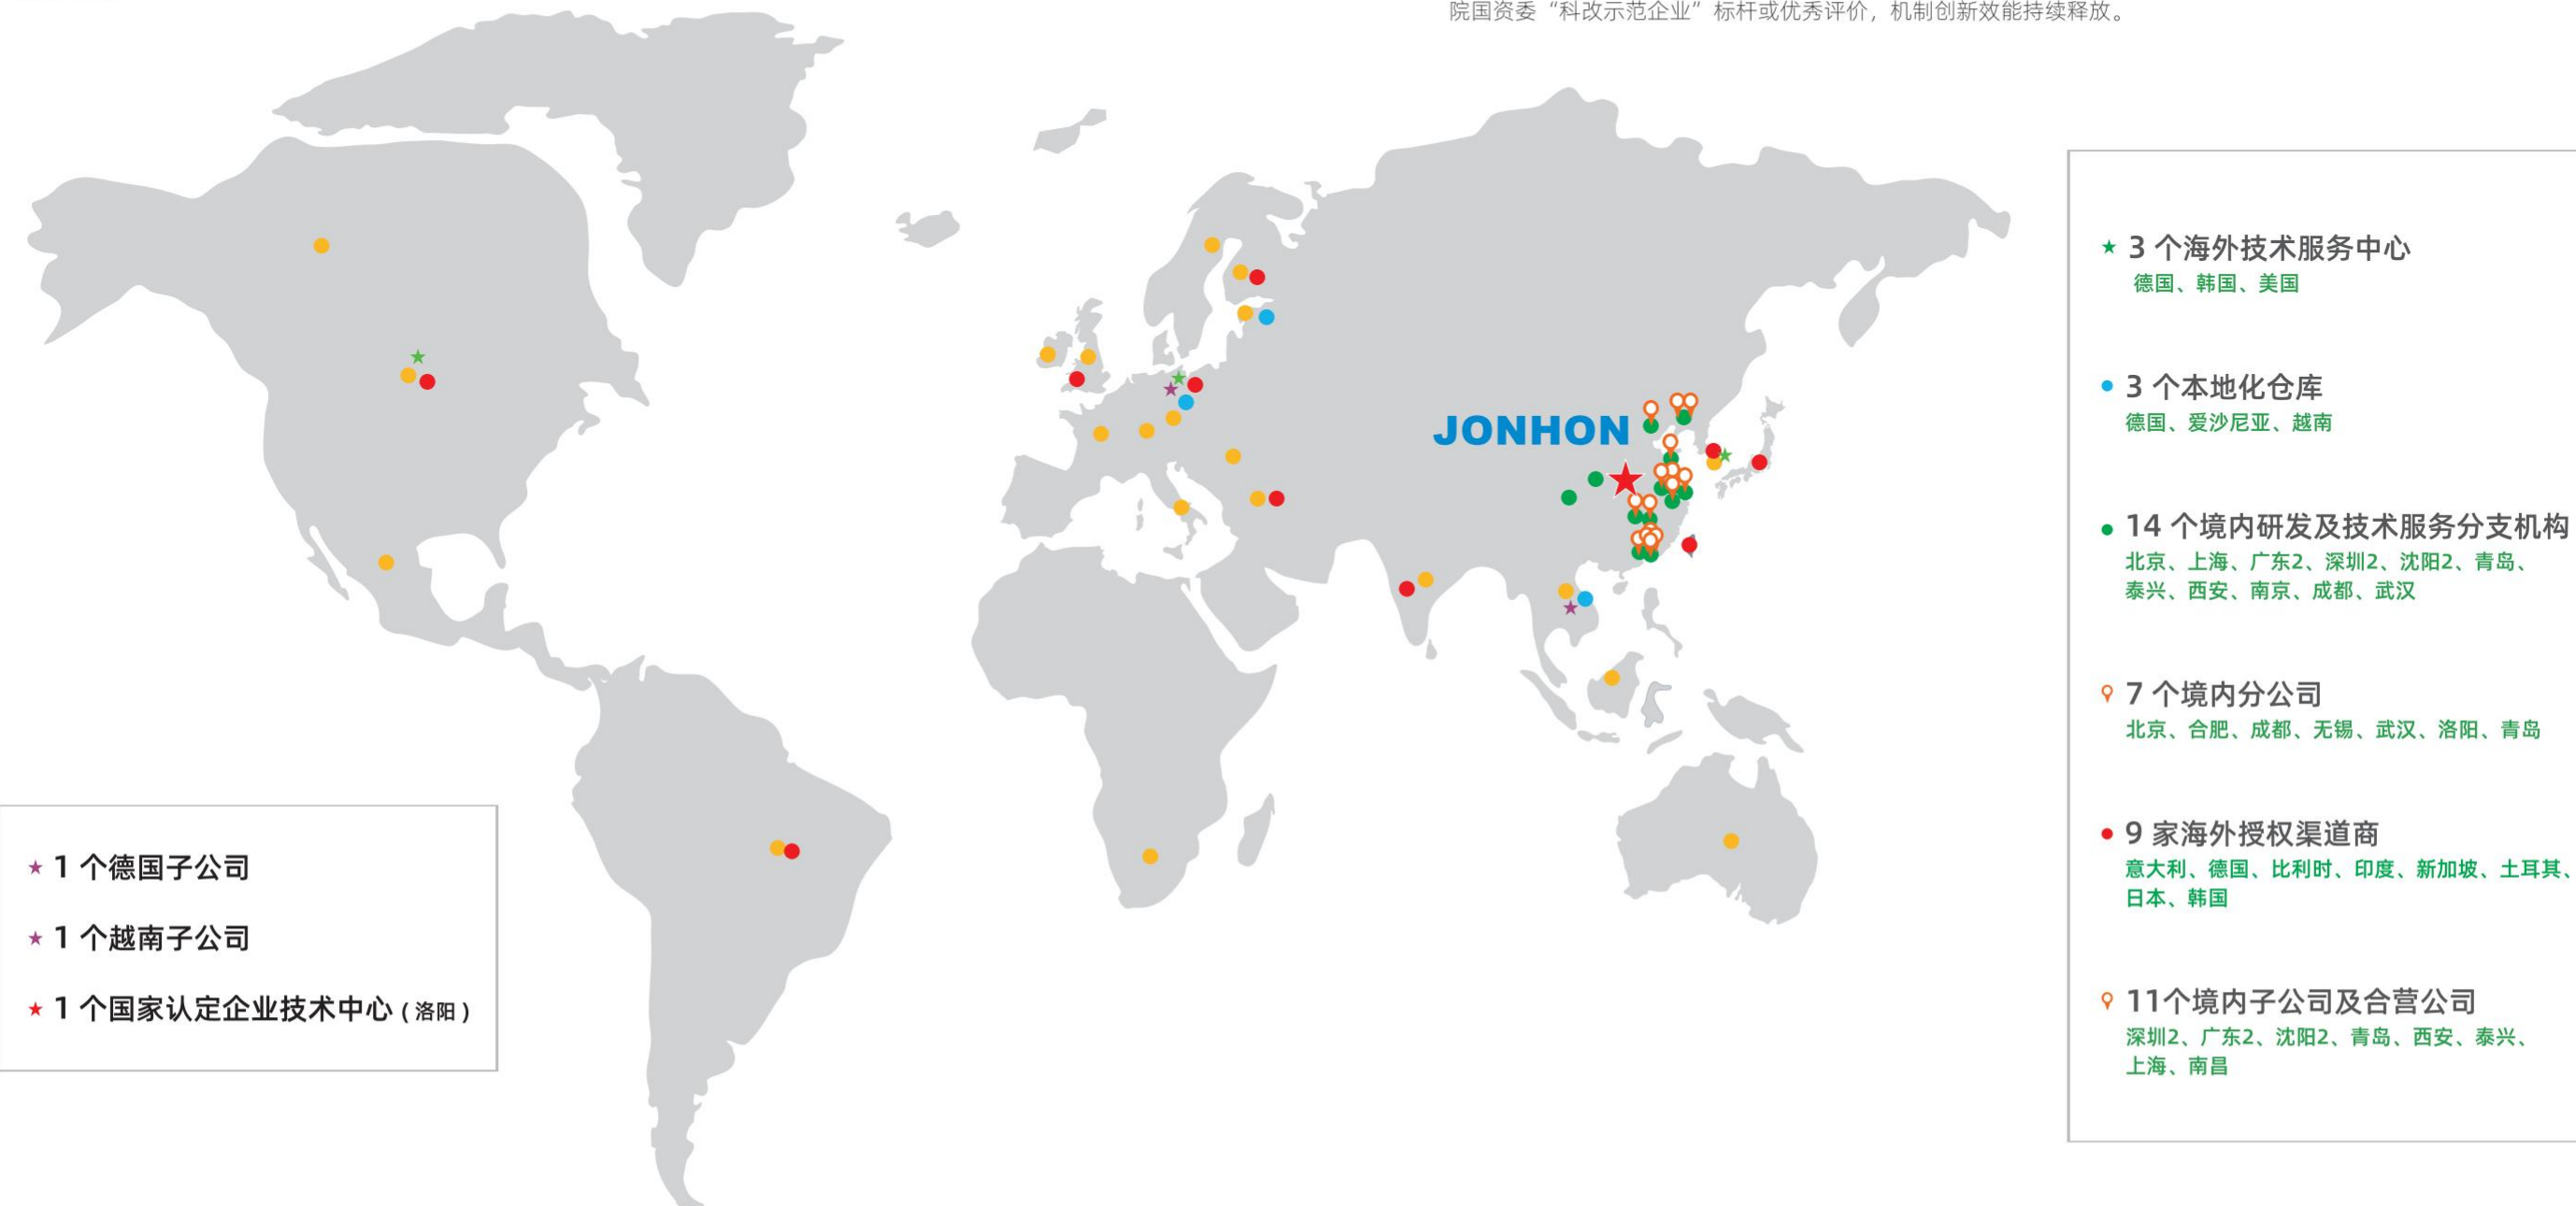 院国资委“科改示范企业”标杆或优秀评价，机制创新效能持续释放。
JONHON
3 个海外技术服务中心
德国、韩国、美国
3 个本地化仓库
德国、爱沙尼亚、越南
14 个境内研发及技术服务分支机构
北京、上海、广东2、深圳2、沈阳2、青岛、
泰兴、西安、南京、成都、武汉
7 个境内分公司
北京、合肥、成都、无锡、武汉、洛阳、青岛
9 家海外授权渠道商
意大利、德国、比利时、印度、新加坡、土耳其、
日本、韩国
11个境内子公司及合营公司
深圳2、广东2、沈阳2、青岛、西安、泰兴、
上海、南昌
1 个德国子公司
1 个越南子公司
1 个国家认定企业技术中心 ( 洛阳 )